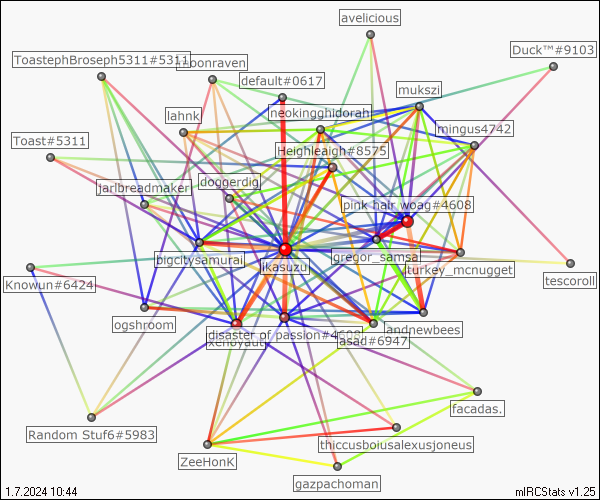 avelicious
Duck™#9103
ToastephBroseph5311#5311
moonraven
default#0617
mukszi
lahnk
neokingghidorah
mingus4742
Toast#5311
Heighleaigh#8575
jarlbreadmaker
doggerdig
pink_hair_woag#4608
bigcitysamurai
gregor_samsa
ikasuzu
turkey_mcnugget
Knowun#6424
tescoroll
ogshroom
disaster of passion#4608
landnewbees
xenoyaut
asad#6947
facadas.
Random Stuf6#5983
thiccusboiusalexusjoneus
ZeeHonK
gazpachoman
1.7.2024 10:44
mIRCStats v1.25